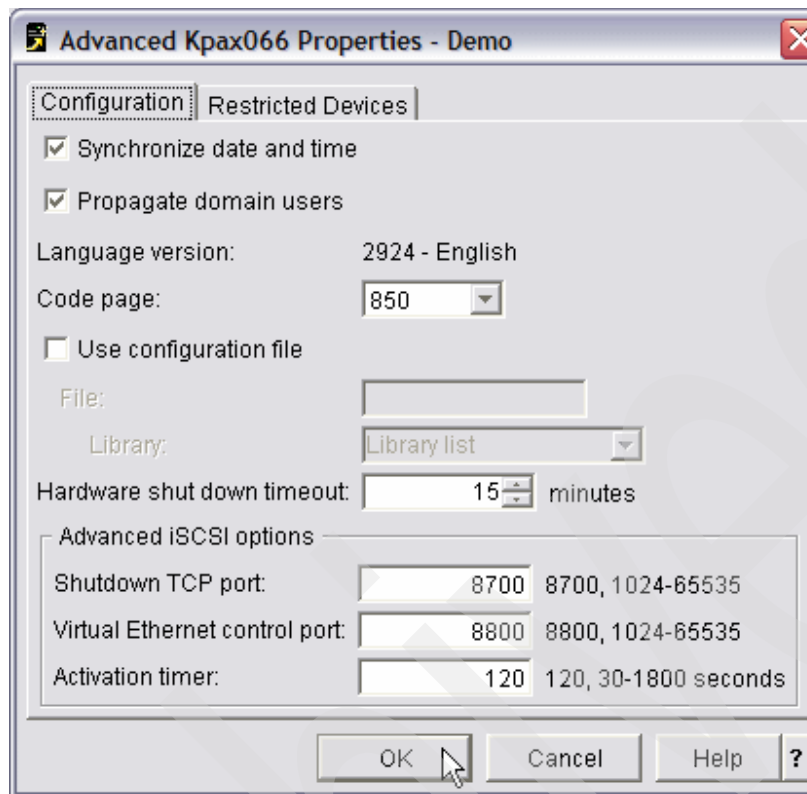 Advanced Kpax066 Properties - Demo
Configuration Restricted Devices
Synchronize date and time
Propagate domain users
Language version: 2924 - English
Code page: 850
Use configuration file
File:
Library: Library list
Hardware shut down timeout: 15 minutes
Advanced iSCSI options
Shutdown TCP port: 8700 8700, 1024-65535
Virtual Ethernet control port: 8800 8800, 1024-65535
Activation timer: 120 120, 30-1800 seconds
OK Cancel Help ?